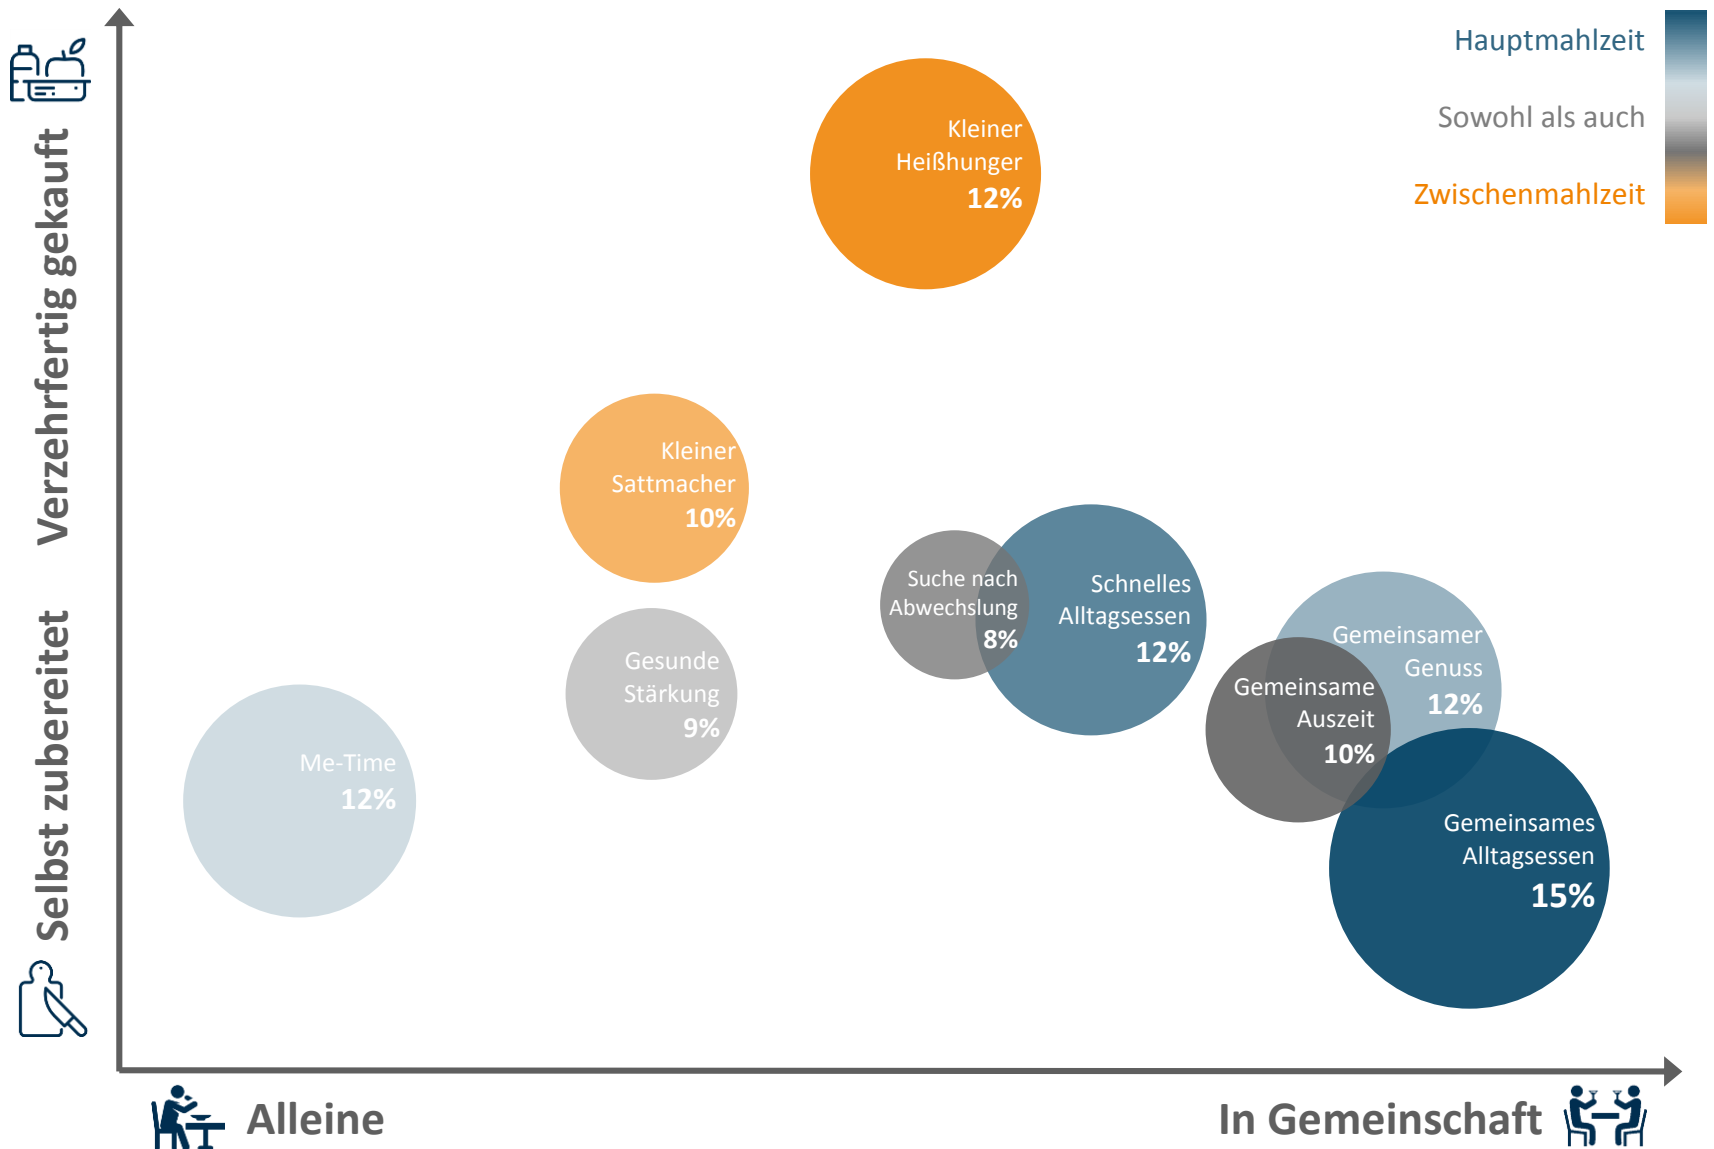 Hauptmahlzeit
Sowohl als auch
Zwischenmahlzeit
Verzehrfertig gekauft
Selbst zubereitet
Kleiner
Heißhunger
12%
Kleiner
Sattmacher
10%
Suche nach
Abwechslung
8%
Schnelles
Alltagsessen
12%
Gesunde
Stärkung
9%
Gemeinsamer
Genuss
12%
Gemeinsame
Auszeit
10%
Me-Time
12%
Gemeinsames
Alltagsessen
15%
Alleine
In Gemeinschaft